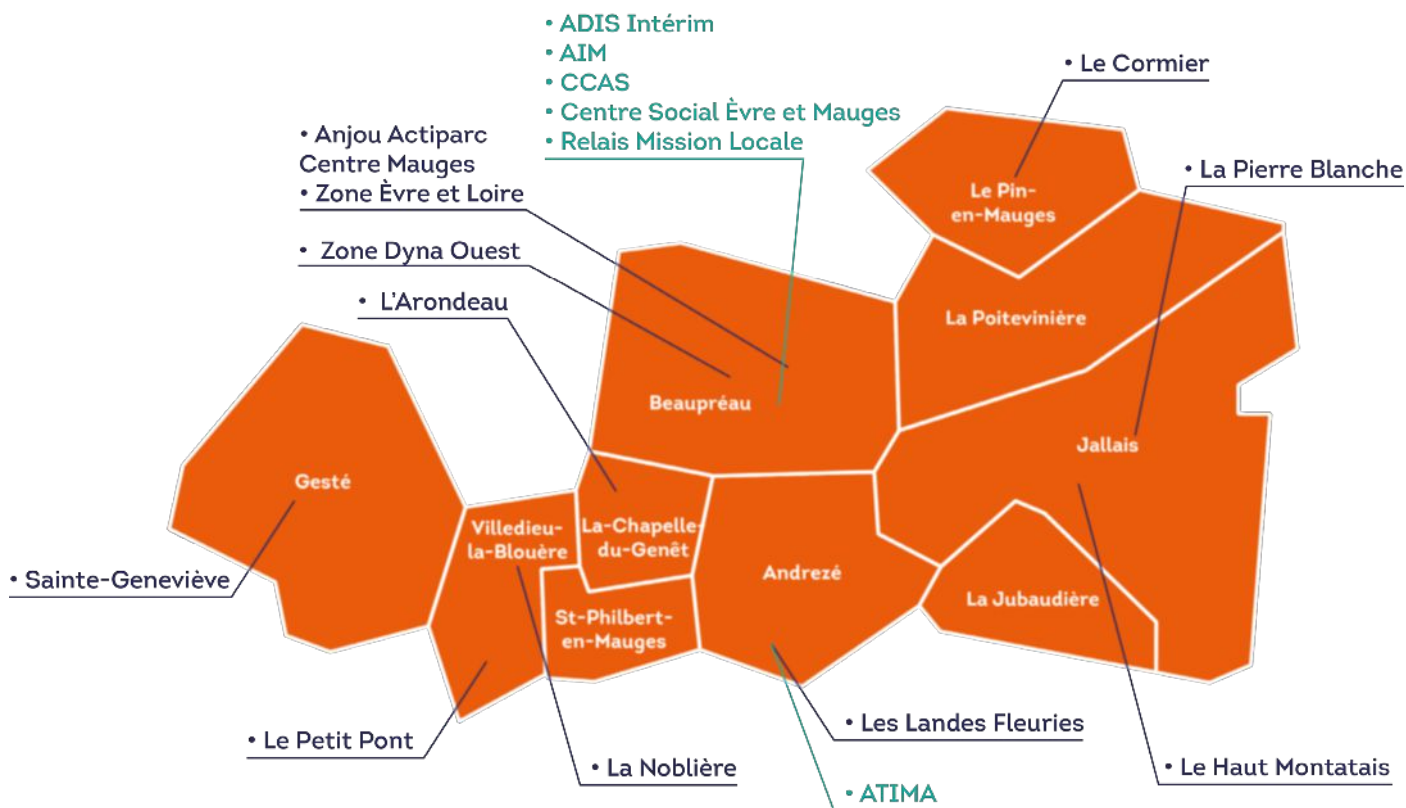 • ADIS Intérim
• AIM
• CCAS
• Centre Social Èvre et Mauges
• Relais Mission Locale
• Le Cormier
• Anjou Actiparc
Centre Mauges
• Zone Èvre et Loire
• La Pierre Blanche
• Zone Dyna Ouest
• L'Arondeau
Le Pin-
en-Mauges
La Poitevinière
Beaupréau
Jallais
Gesté
Villedieu-
la-Blouère
La-Chapelle-
du-Genêt
Andrezé
La Jubaudière
St-Philbert-
en-Mauges
• Sainte-Geneviève
• Le Petit Pont
• La Noblière
• Les Landes Fleuries
• ATIMA
• Le Haut Montatais